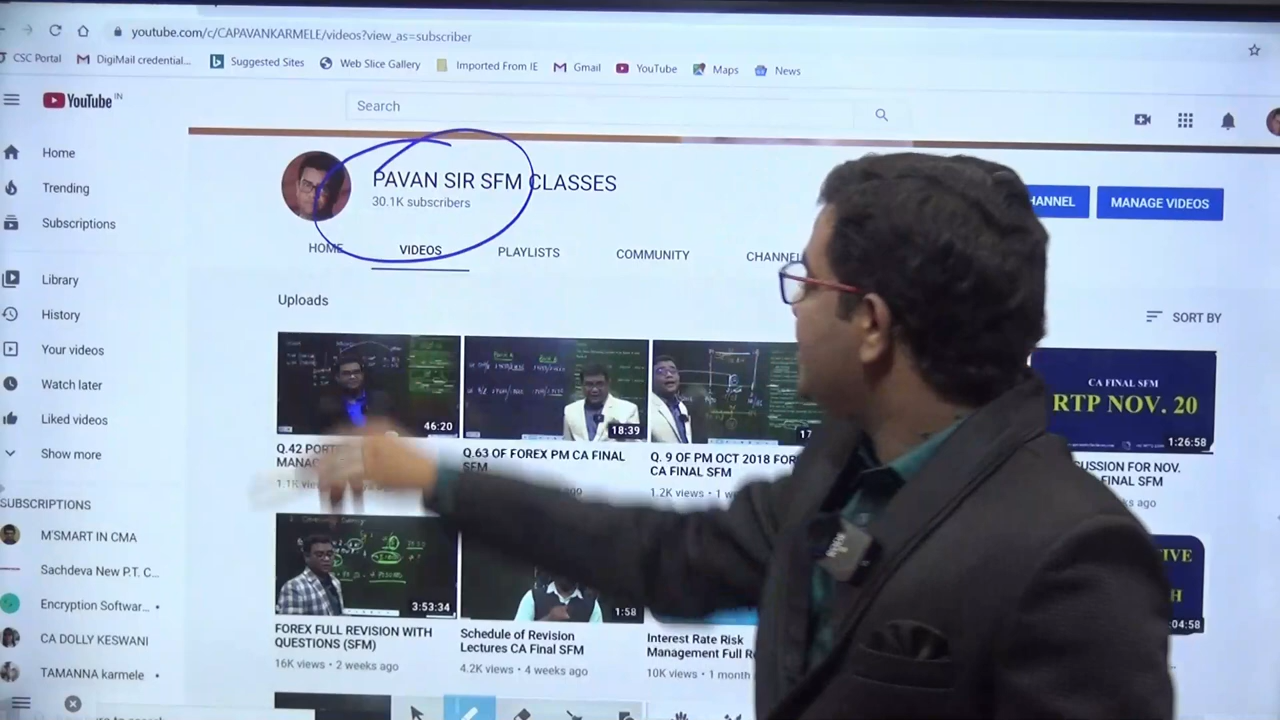 youtube.com/c/CAPAVANKARMELE/videos?view_as=subscriber
CSC Portal DigiMail credential... Suggested Sites Web Slice Gallery Imported From IE Gmail YouTube Maps News
YouTube IN
Search
Home
Trending
Subscriptions
Library
History
Your videos
Watch later
Liked videos
Show more
SUBSCRIPTIONS
M'SMART IN CMA
Sachdeva New P.T. C...
Encryption Softwar...
CA DOLLY KESWANI
TAMANNA karmele
PAVAN SIR SFM CLASSES
30.1K subscribers
MANAGE VIDEOS
HOME VIDEOS PLAYLISTS COMMUNITY
Uploads
SORT BY
46:20
18:39
17
CA FINAL SFM
RTP NOV. 20
1:26:58
Q.42
Q.63 OF FOREX PM CA FINAL
SFM
Q. 9 OF PM OCT 2018 FOR
CA FINAL SFM
1.2K views
FINAL SFM
3:53:34
1:58
04:58
FOREX FULL REVISION WITH
QUESTIONS (SFM)
16K views • 2 weeks ago
Schedule of Revision
Lectures CA Final SFM
4.2K views • 4 weeks ago
Interest Rate Risk
Management Full
10K views • 1 month